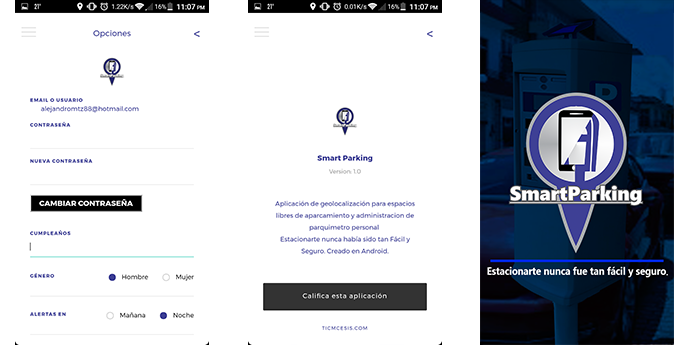 21° 1.22K/s 16% 11:07 PM
Opciones <
EMAIL O USUARIO
alejandromtz88@hotmail.com
CONTRASEÑA
NUEVA CONTRASEÑA
CAMBIAR CONTRASEÑA
CUMPLEAÑOS
GÉNERO Hombre Mujer
ALERTAS EN Mañana Noche
21° 0.01K/s 16% 11:07 PM
<
Smart Parking
Version: 1.0
Aplicación de geolocalización para espacios
libres de aparcamiento y administracion de
parquimetro personal
Estacionarte nunca había sido tan Fácil y
Seguro. Creado en Android.
Califica esta aplicación
TICMCESIS.COM
SmartParking
Estacionarte nunca fue tan fácil y seguro.